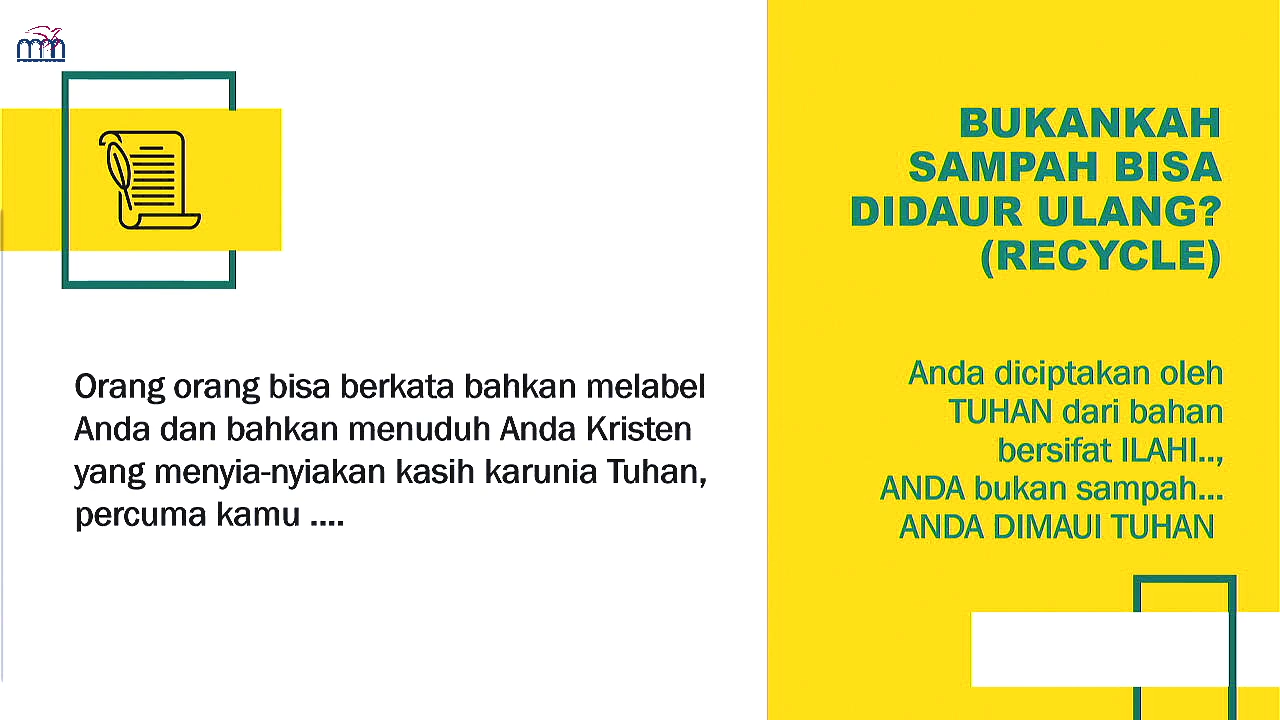 Orang orang bisa berkata bahkan melabel
Anda dan bahkan menuduh Anda Kristen
yang menyia-nyiakan kasih karunia Tuhan,
percuma kamu ....
BUKANKAH
SAMPAH BISA
DIDAUR ULANG?
(RECYCLE)
Anda diciptakan oleh
TUHAN dari bahan
bersifat ILAHI..,
ANDA bukan sampah...
ANDA DIMAUI TUHAN